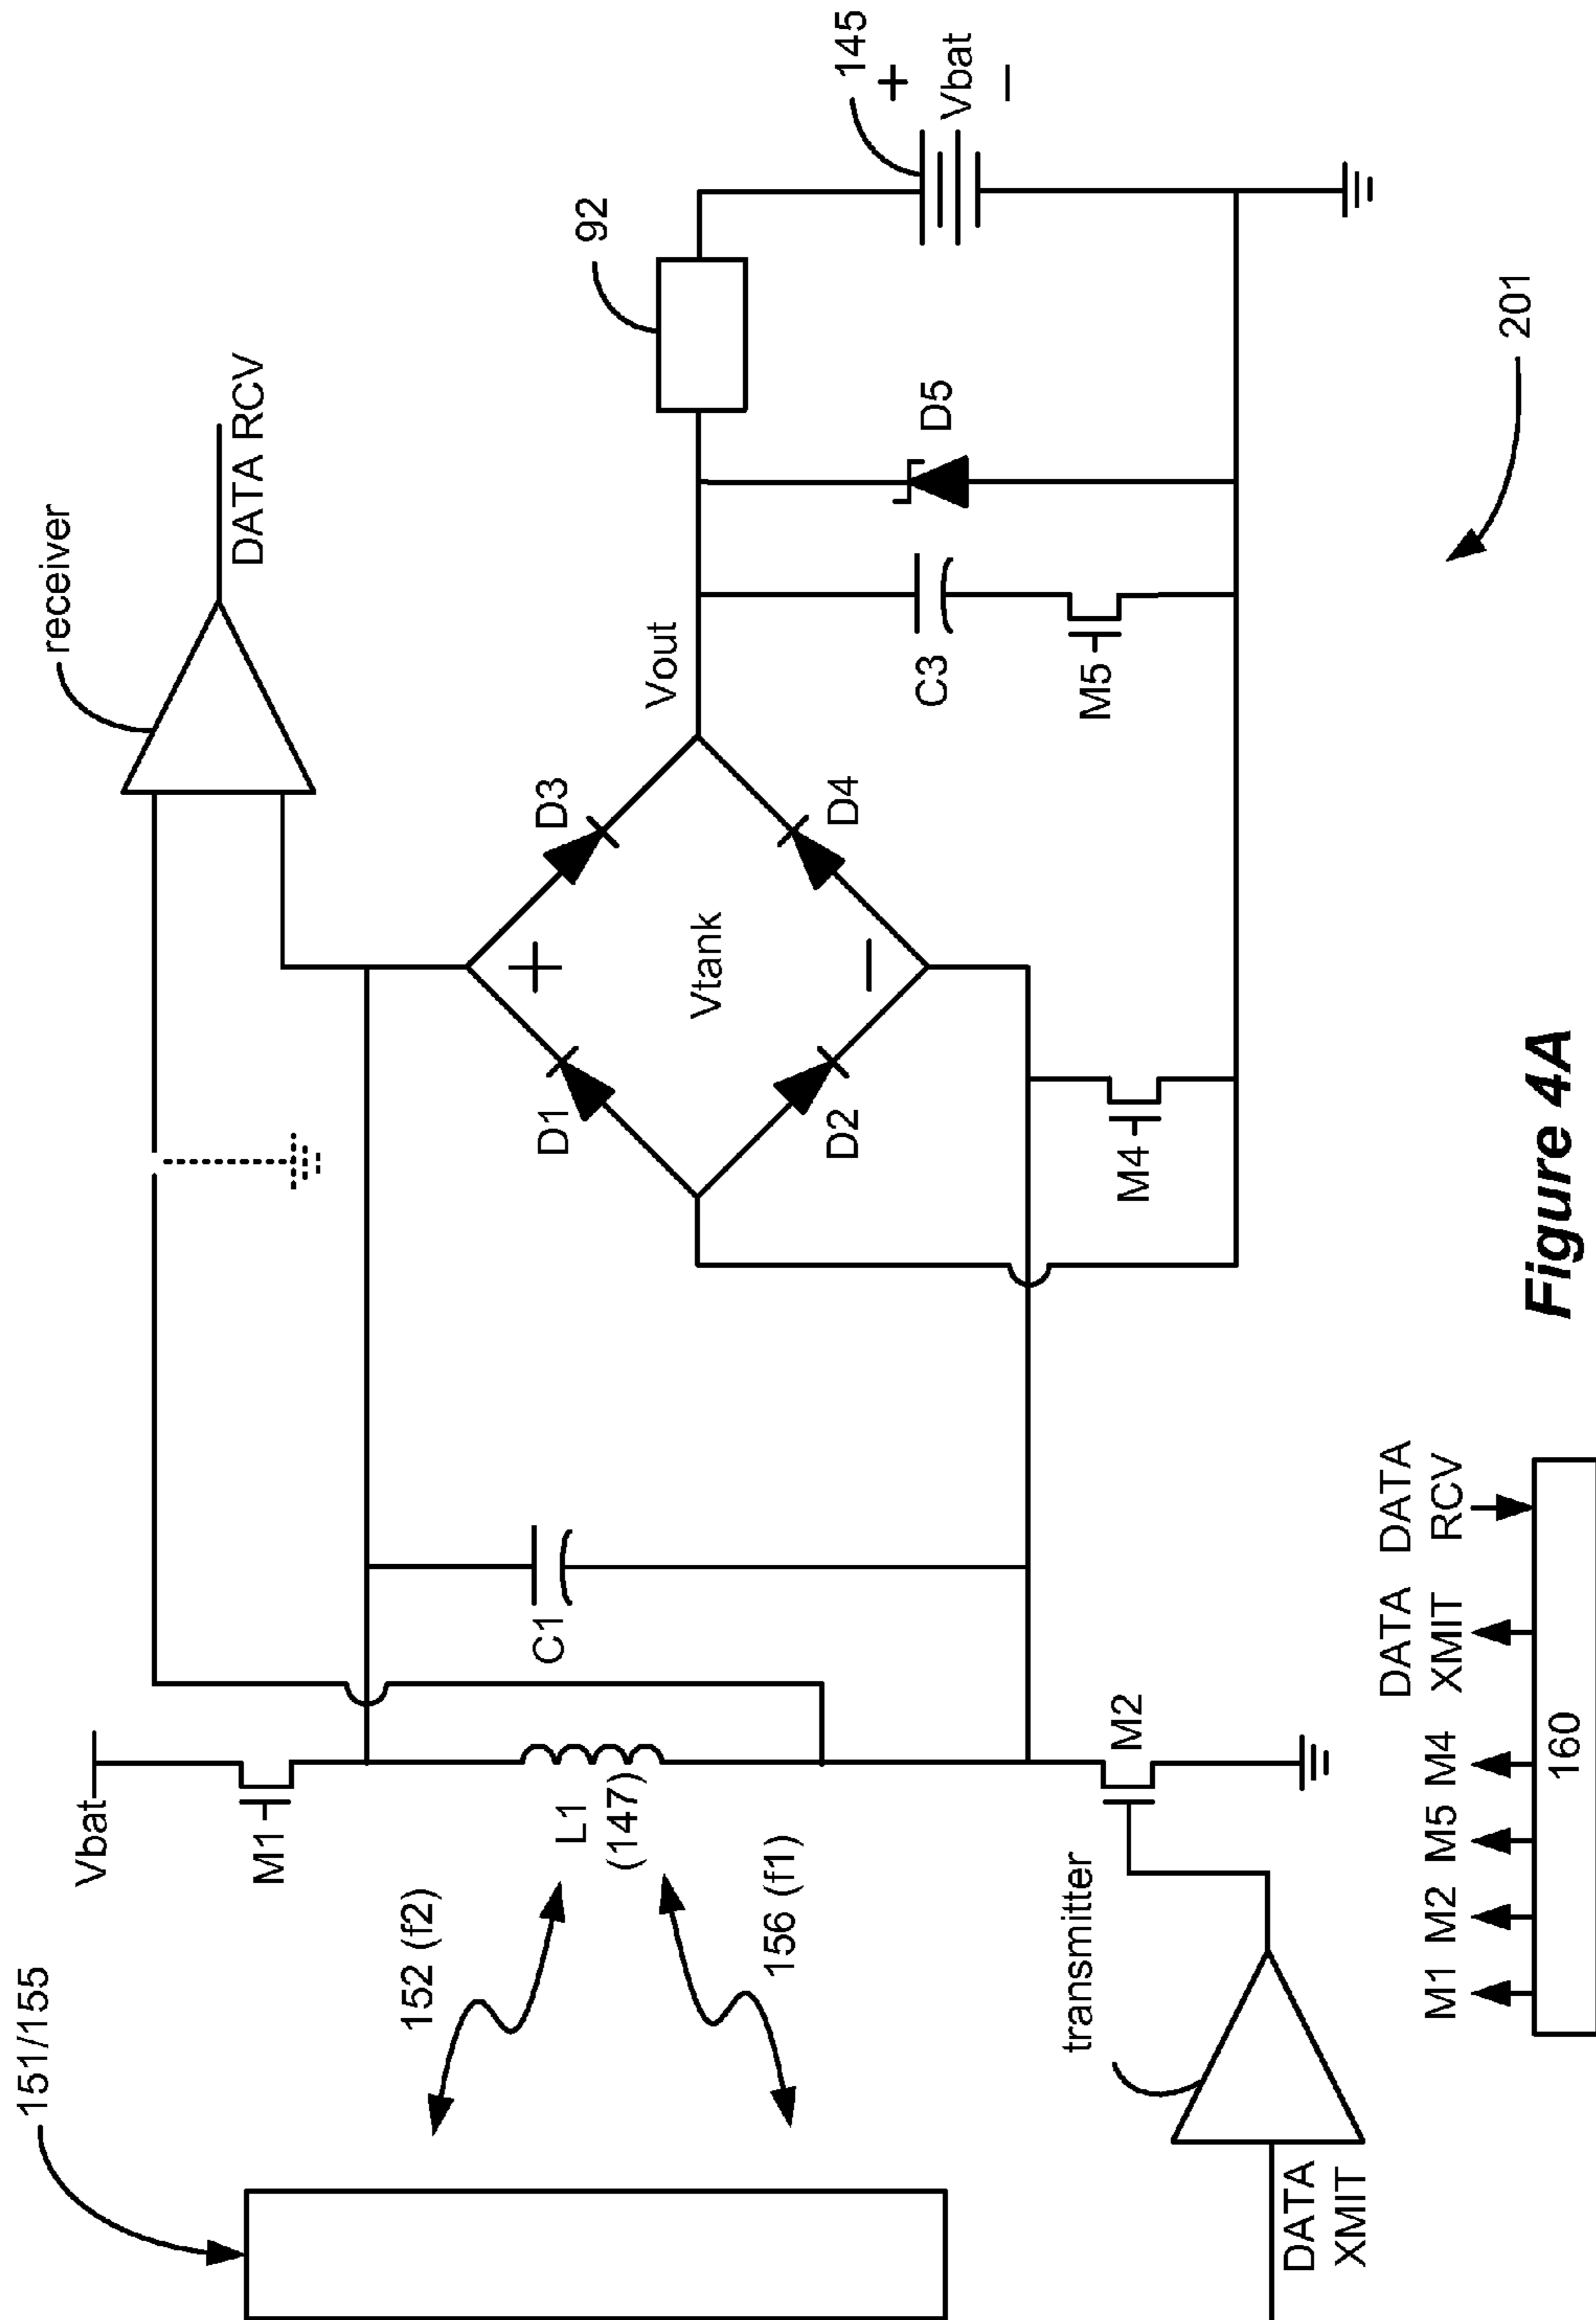 151/155
Vbat
M1
152 (f2)
L1
(147)
156 (f1)
C1
receiver
DATA RCV
D1
D3
Vtank
+
−
D2
D4
Vout
92
145
+
Vbat
−
C3
D5
M5
M4
M2
transmitter
DATA
XMIT
M1 M2 M5 M4 DATA XMIT DATA RCV
160
201
Figure 4A